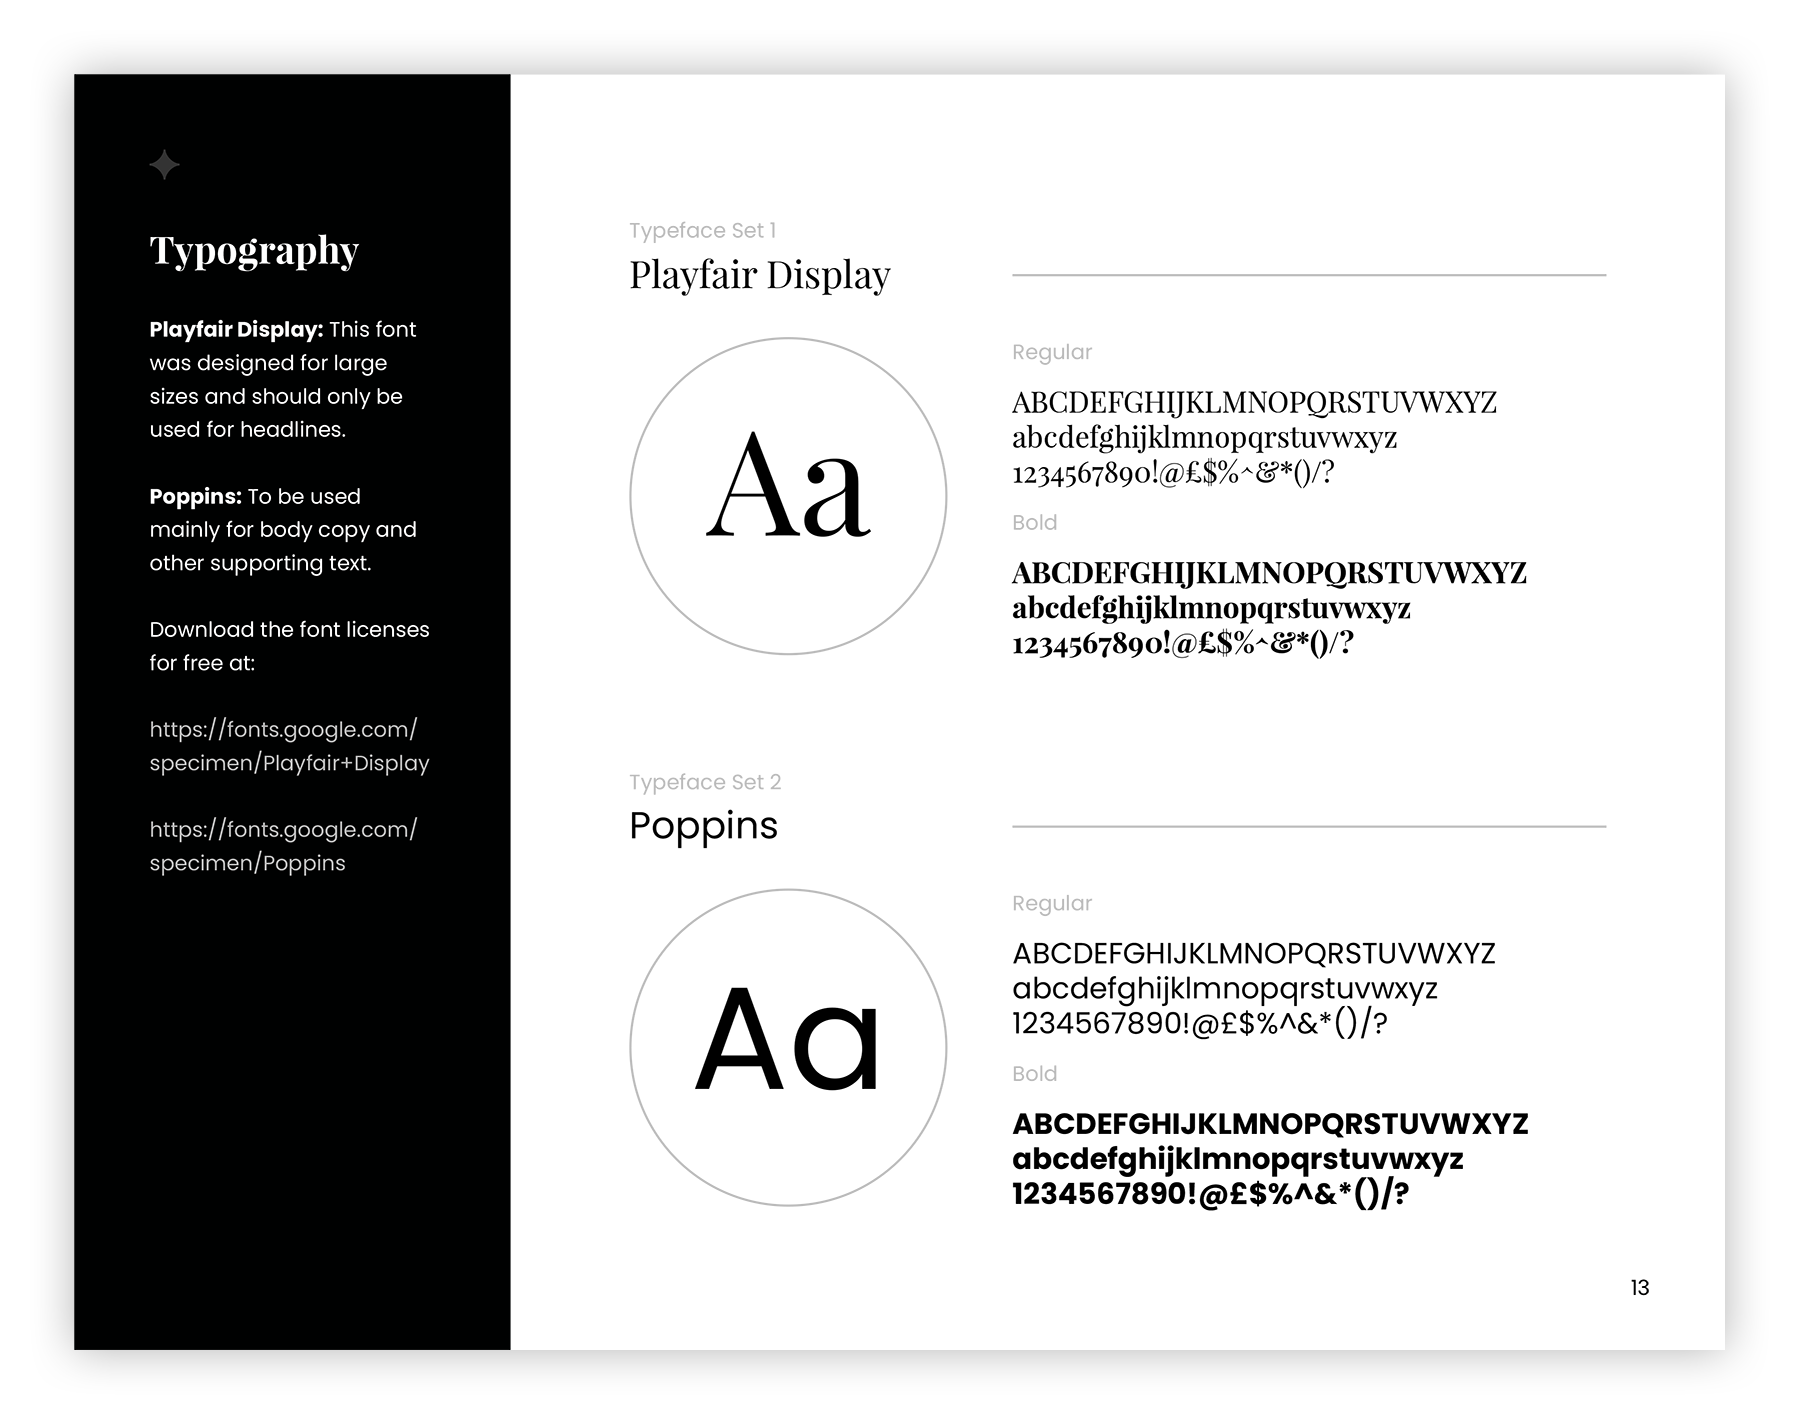 Typography
Playfair Display: This font
was designed for large
sizes and should only be
used for headlines.
Poppins: To be used
mainly for body copy and
other supporting text.
Download the font licenses
for free at:
https://fonts.google.com/
specimen/Playfair+Display
https://fonts.google.com/
specimen/Poppins
Typeface Set 1
Playfair Display
Aa
Regular
ABCDEFGHIJKLMNOPQRSTUVWXYZ
abcdefghijklmnopqrstuvwxyz
1234567890!@£$%^&*()/?
Bold
ABCDEFGHIJKLMNOPQRSTUVWXYZ
abcdefghijklmnopqrstuvwxyz
1234567890!@£$%^&*()/?
Typeface Set 2
Poppins
Aa
Regular
ABCDEFGHIJKLMNOPQRSTUVWXYZ
abcdefghijklmnopqrstuvwxyz
1234567890!@£$%^&*()/?
Bold
ABCDEFGHIJKLMNOPQRSTUVWXYZ
abcdefghijklmnopqrstuvwxyz
1234567890!@£$%^&*()/?
13